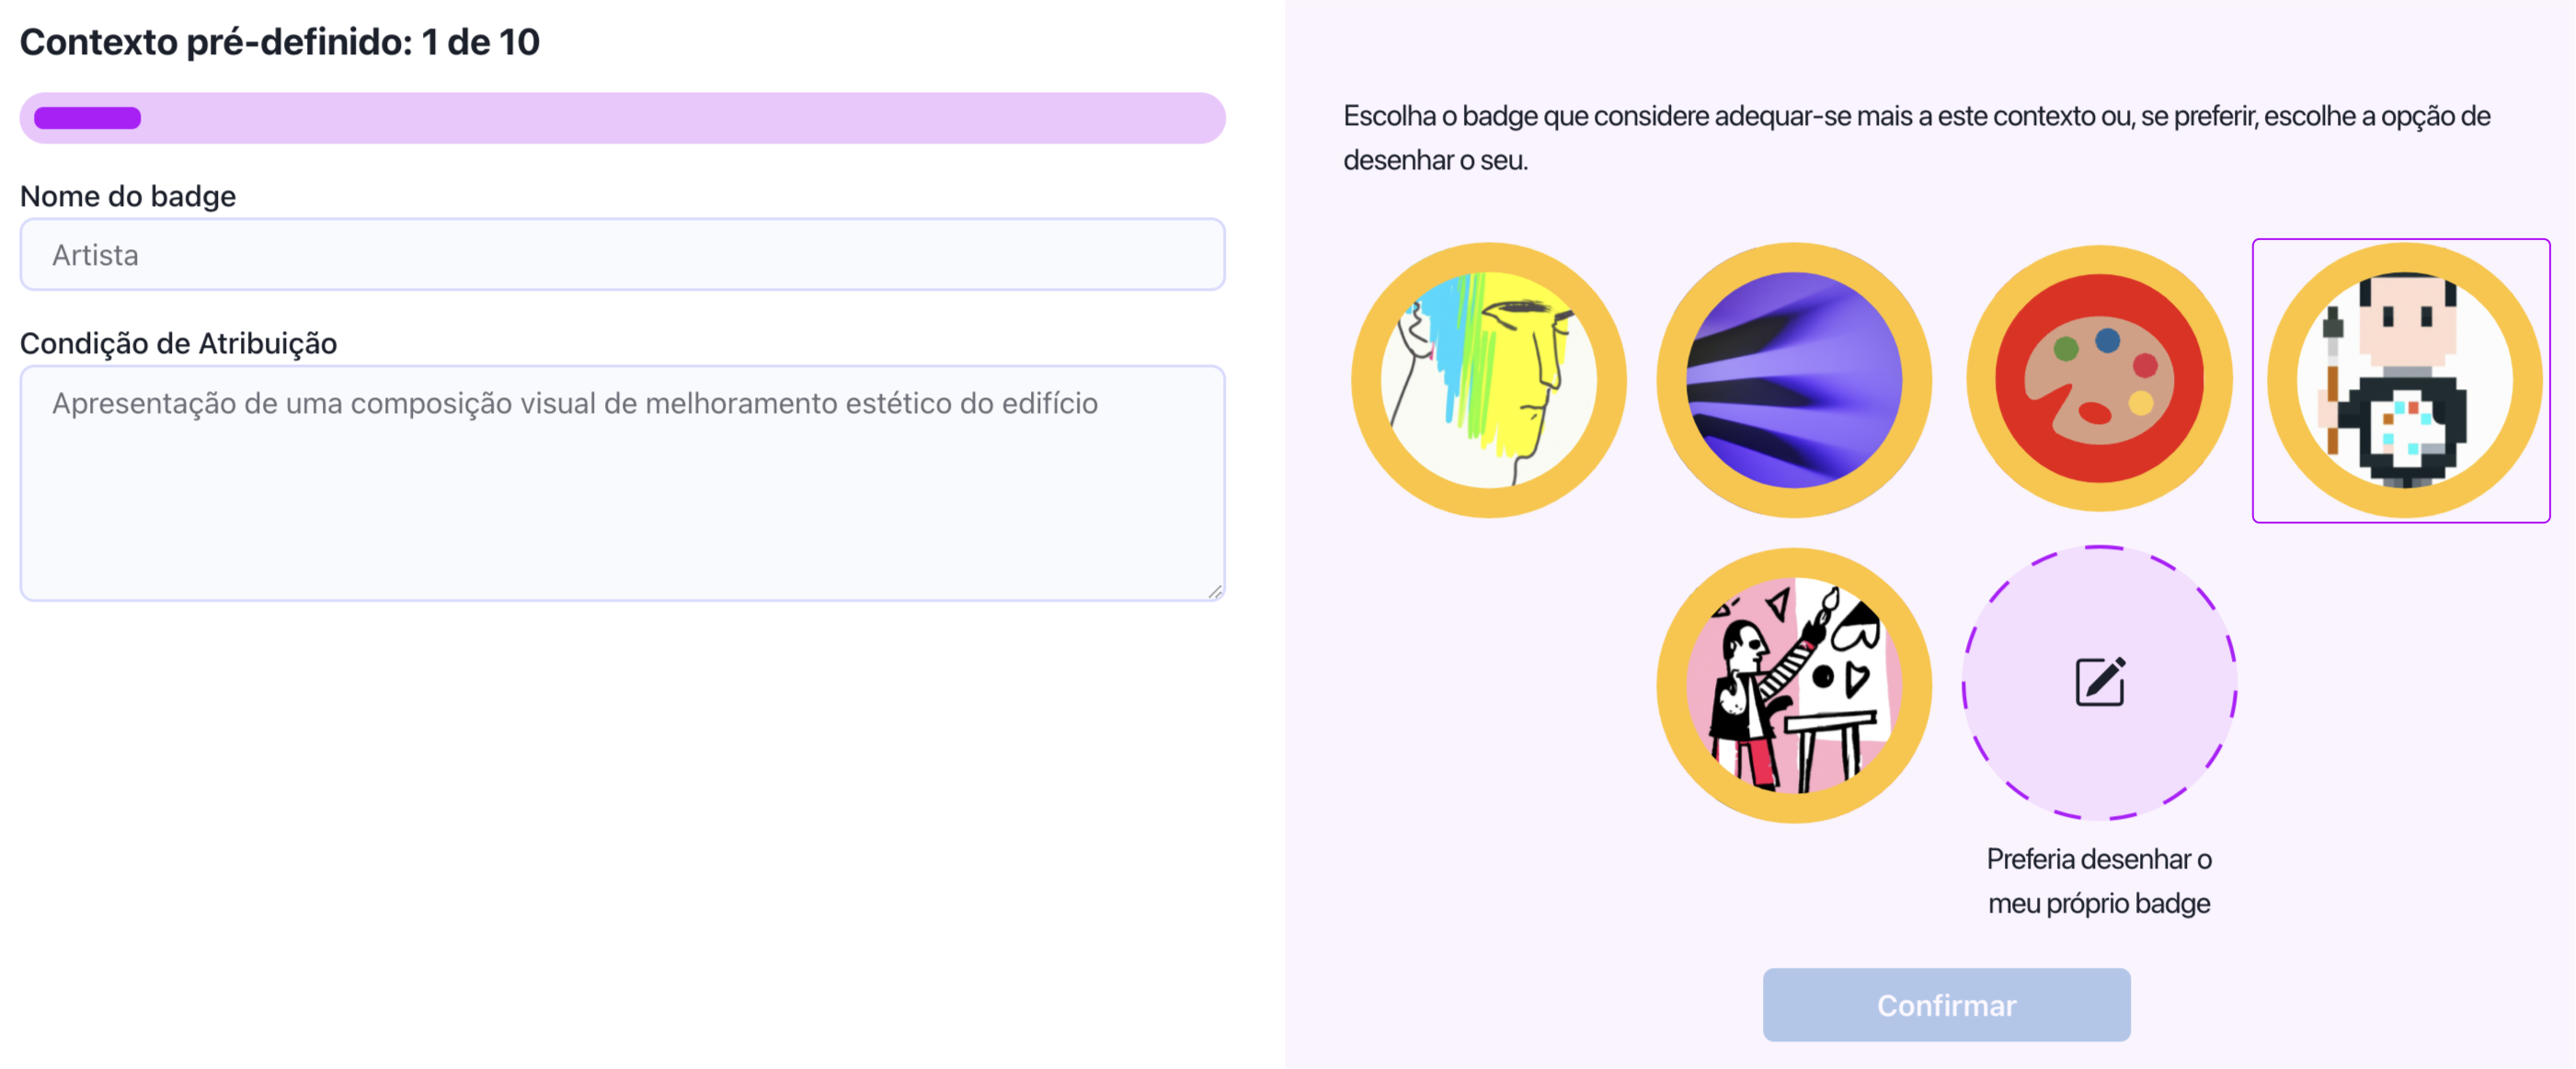 Contexto pré-definido: 1 de 10
Nome do badge
Artista
Condição de Atribuição
Apresentação de uma composição visual de melhoramento estético do edifício
Escolha o badge que considere adequar-se mais a este contexto ou, se preferir, escolhe a opção de
desenhar o seu.
Preferia desenhar o
meu próprio badge
Confirmar